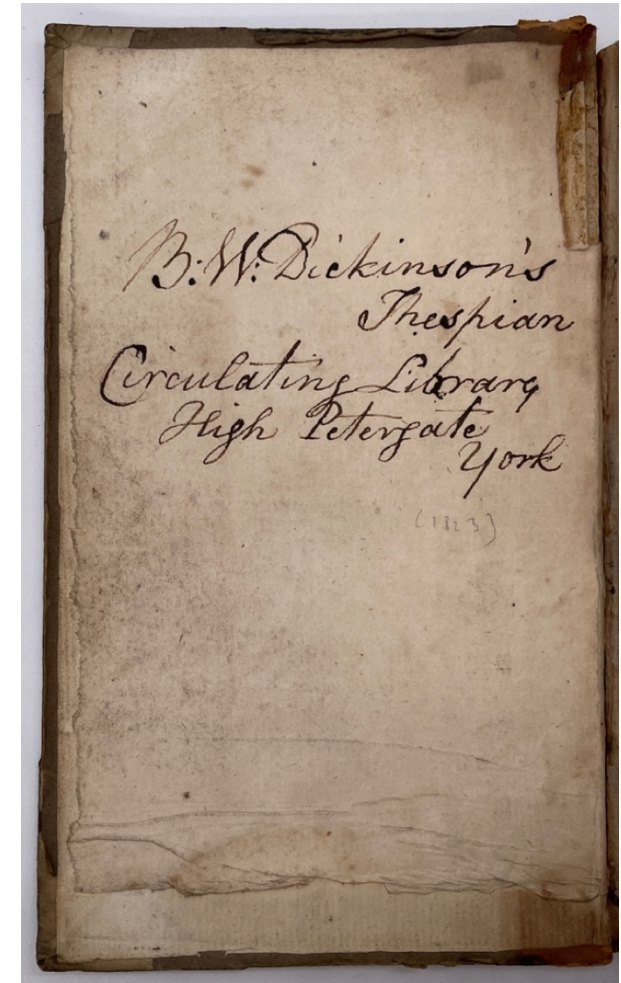 B: W: Dickinson's
Thespian
Circulating Library
High Petergate
York
(1823)